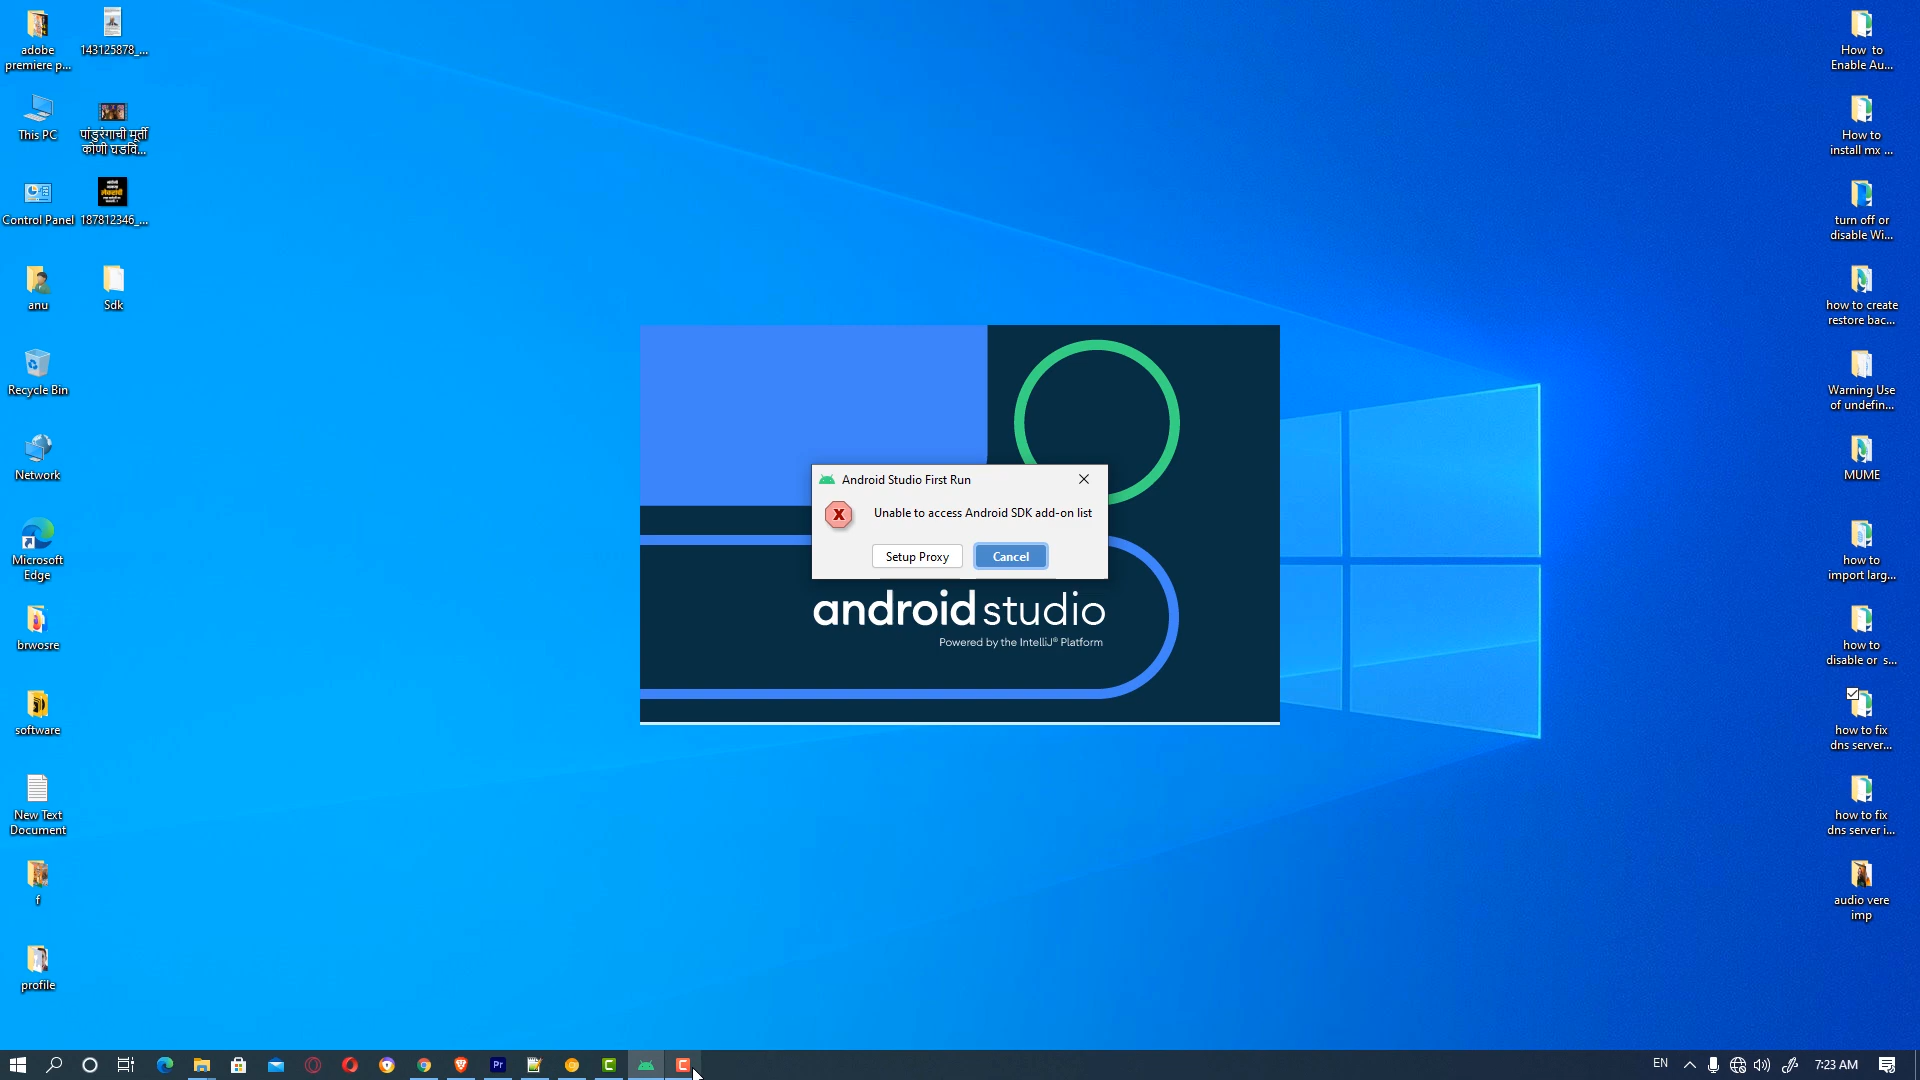 adobe
premiere p...
143125878_...
This PC
पांडुरंगाची मूर्ती
कोणी घडवि...
Control Panel
187812346_...
anu
Sdk
Recycle Bin
Network
Microsoft
Edge
brwosre
software
New Text
Document
f
profile
Android Studio First Run
Unable to access Android SDK add-on list
Setup Proxy
Cancel
android studio
Powered by the IntelliJ® Platform
How to
Enable Au...
How to
install mx ...
turn off or
disable Wi...
how to create
restore bac...
Warning Use
of undefin...
MUME
how to
import larg...
how to
disable or s...
how to fix
dns server...
how to fix
dns server i...
audio vere
imp
Pr
EN
7:23 AM